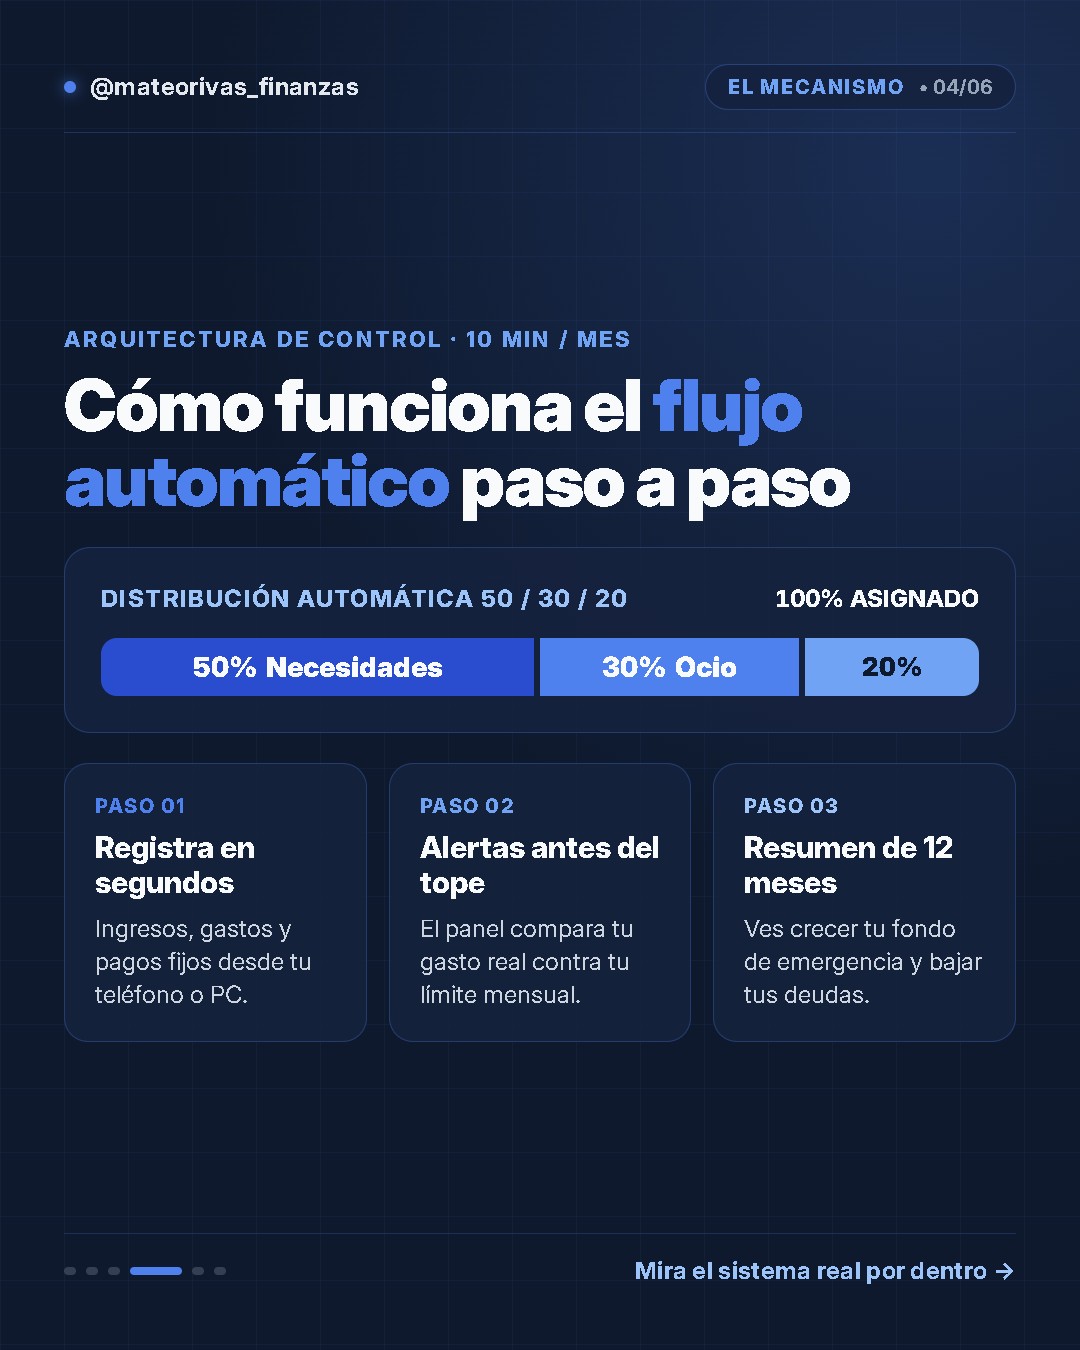 @mateorivas_finanzas
EL MECANISMO • 04/06
ARQUITECTURA DE CONTROL · 10 MIN / MES
Cómo funciona el flujo
automático paso a paso
DISTRIBUCIÓN AUTOMÁTICA 50 / 30 / 20
100% ASIGNADO
50% Necesidades
30% Ocio
20%
PASO 01
Registra en
segundos
Ingresos, gastos y
pagos fijos desde tu
teléfono o PC.
PASO 02
Alertas antes del
tope
El panel compara tu
gasto real contra tu
límite mensual.
PASO 03
Resumen de 12
meses
Ves crecer tu fondo
de emergencia y bajar
tus deudas.
Mira el sistema real por dentro →